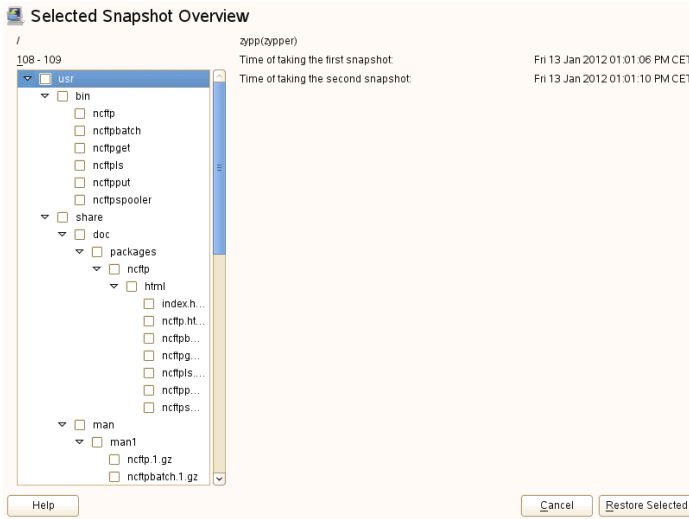 Selected Snapshot Overview
/
108 - 109
usr
bin
ncftp
ncftpbatch
ncftpget
ncftpls
ncftpput
ncftpspooler
share
doc
packages
ncftp
html
index.h...
ncftp.ht...
ncftpb...
ncftpg...
ncftpls....
ncftpp...
ncftps...
man
man1
ncftp.1.gz
ncftpbatch.1.gz
zypp(zypper)
Time of taking the first snapshot: Fri 13 Jan 2012 01:01:06 PM CET
Time of taking the second snapshot: Fri 13 Jan 2012 01:01:10 PM CET
Help
Cancel
Restore Selected